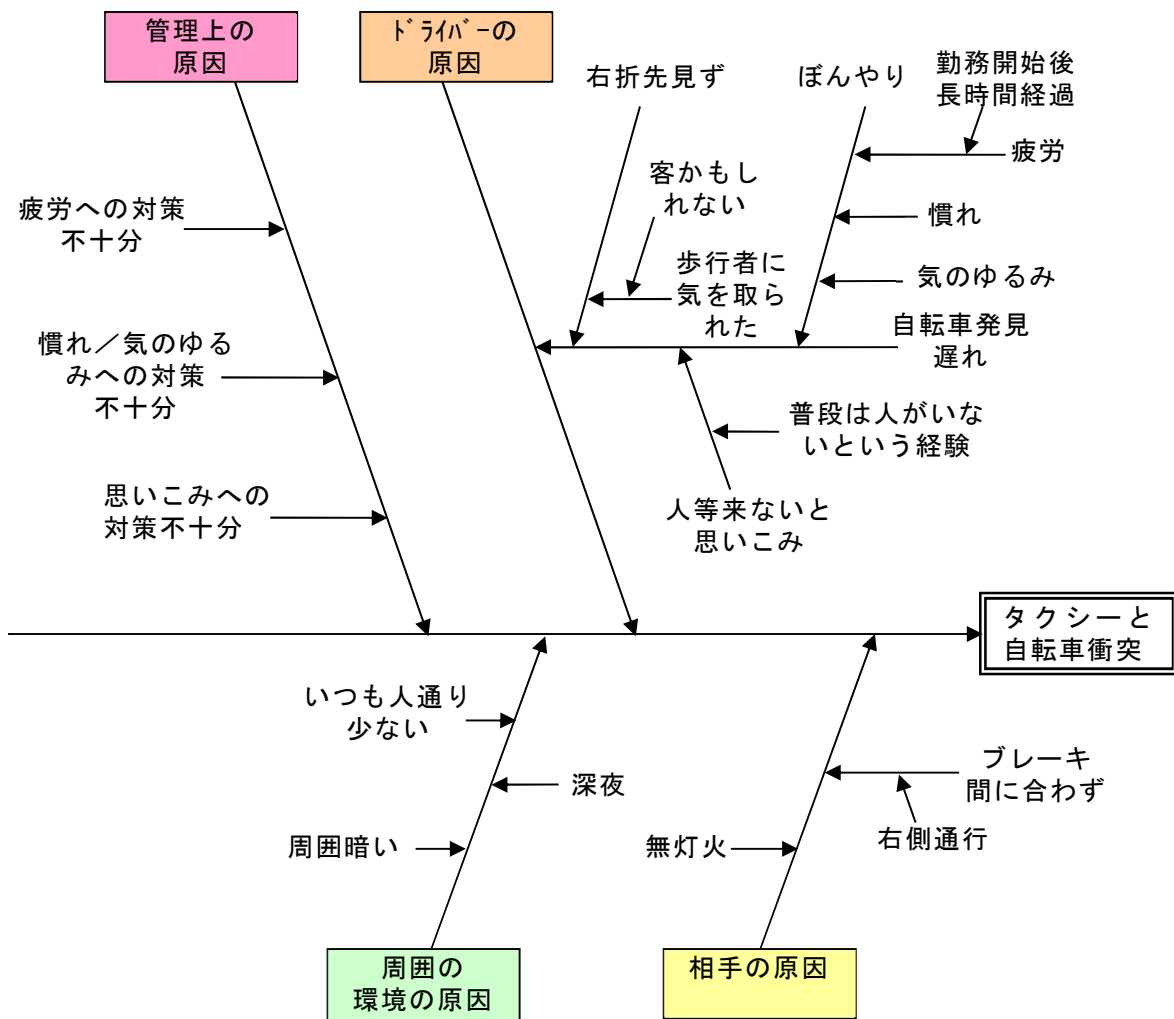 管理上の
原因
ドライバーの
原因
右折先見ず
ぼんやり
勤務開始後
長時間経過
疲労
客かもし
れない
疲労への対策
不十分
慣れ
歩行者に
気を取ら
れた
気のゆるみ
自転車発見
遅れ
慣れ／気のゆる
みへの対策
不十分
普段は人がいな
いという経験
思いこみへの
対策不十分
人等来ないと
思いこみ
タクシーと
自転車衝突
いつも人通り
少ない
深夜
ブレーキ
間に合わず
周囲暗い
無灯火
右側通行
周囲の
環境の原因
相手の原因